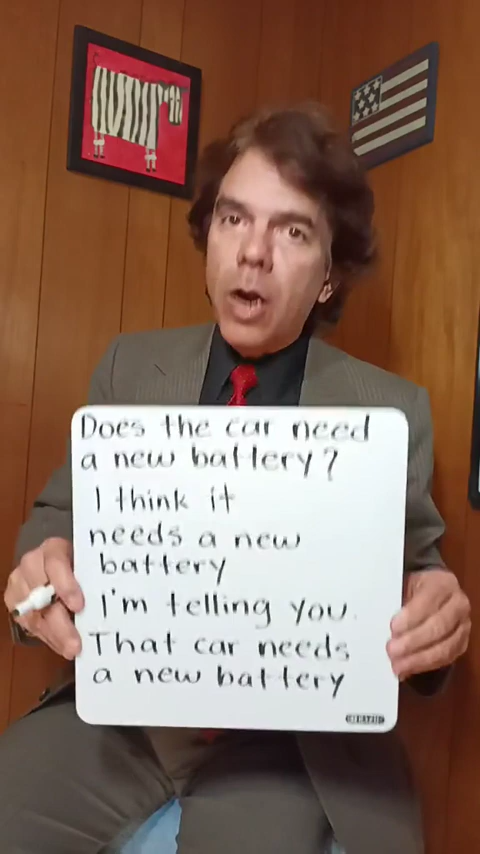 Does the car need
a new battery?
I think it
needs a new
battery
I'm telling you.
That car needs
a new battery